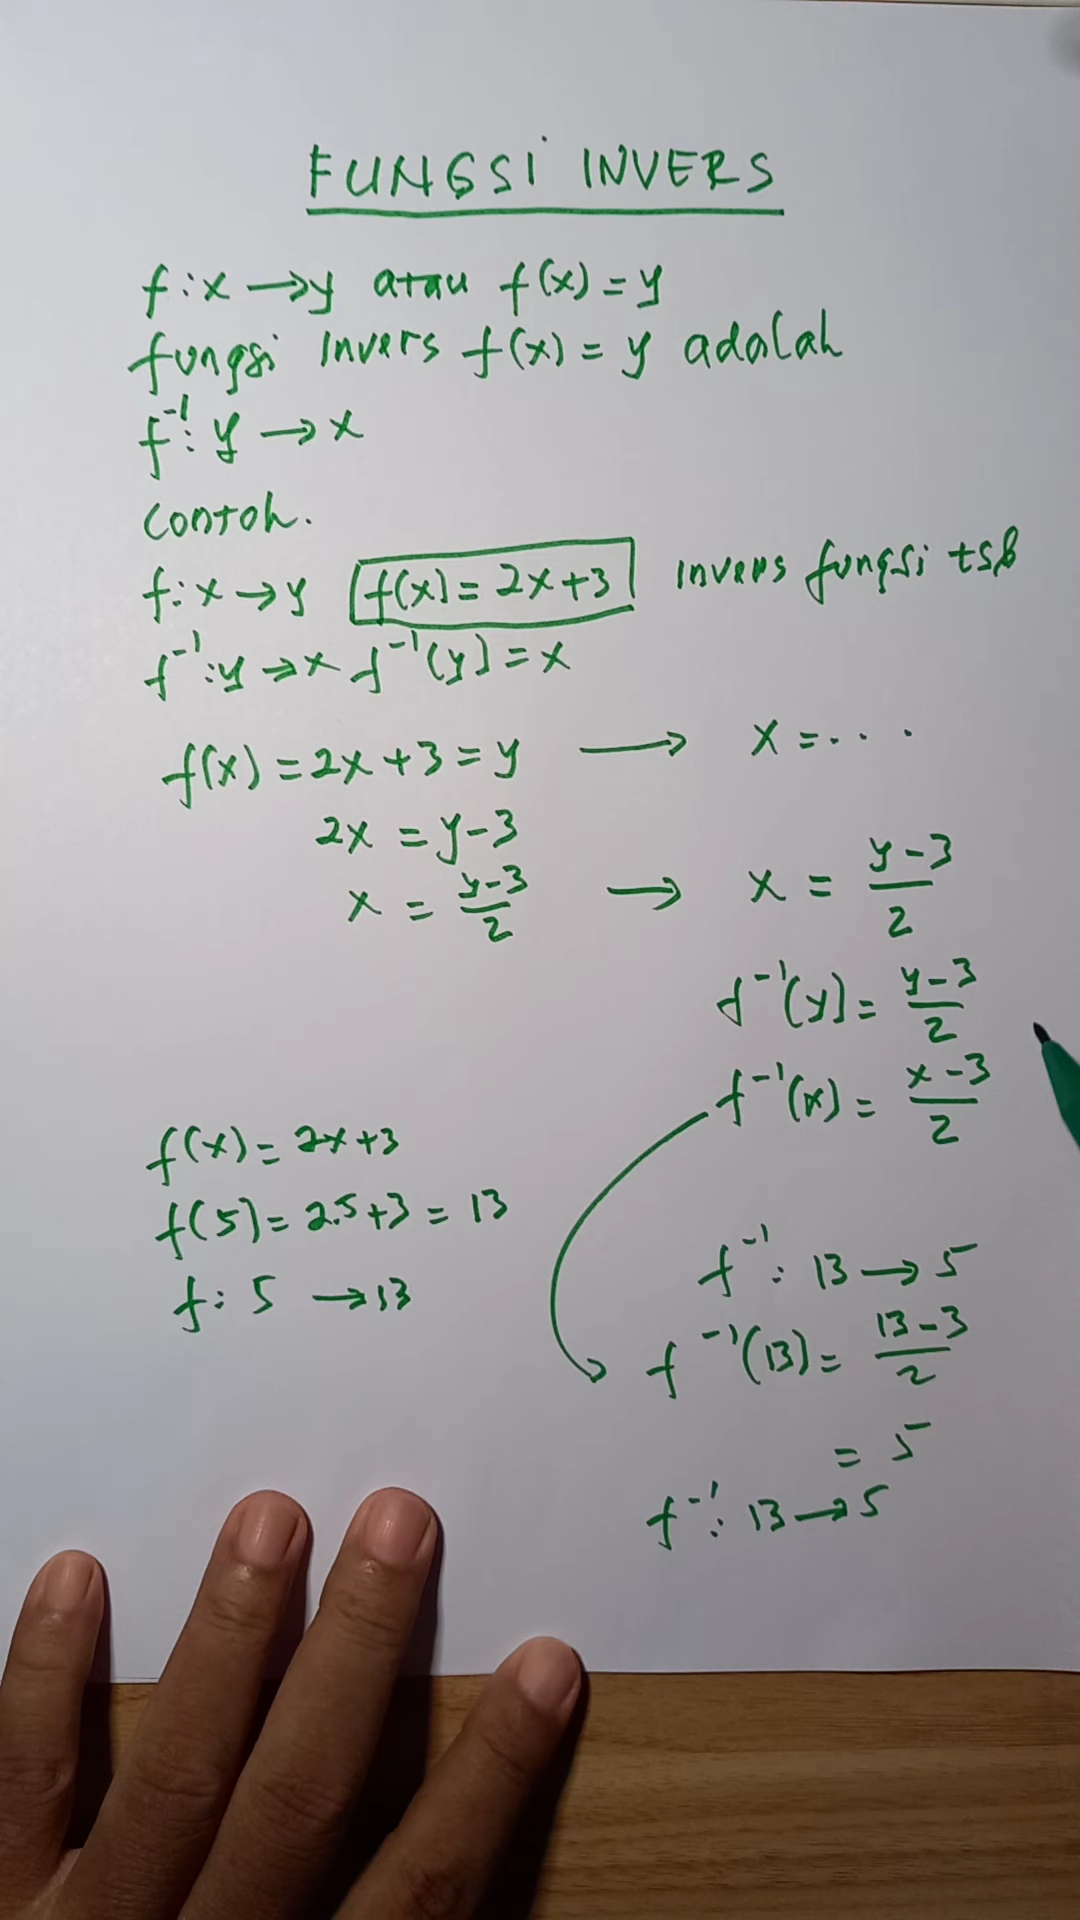 FUNGSI INVERS
f : x → y atau f(x) = y
fungsi invers f(x) = y adalah
f⁻¹ : y → x
contoh.
f : x → y f(x) = 2x + 3 invers fungsi tsb
f⁻¹ : y → x f⁻¹(y) = x
f(x) = 2x + 3 = y → x = . . . .
2x = y - 3
x = (y-3)/2 → x = (y-3)/2
f⁻¹(y) = (y-3)/2
f⁻¹(x) = (x-3)/2
f(x) = 2x + 3
f(5) = 2.5 + 3 = 13
f : 5 → 13
f⁻¹ : 13 → 5
f⁻¹(13) = (13-3)/2
= 5
f⁻¹ : 13 → 5